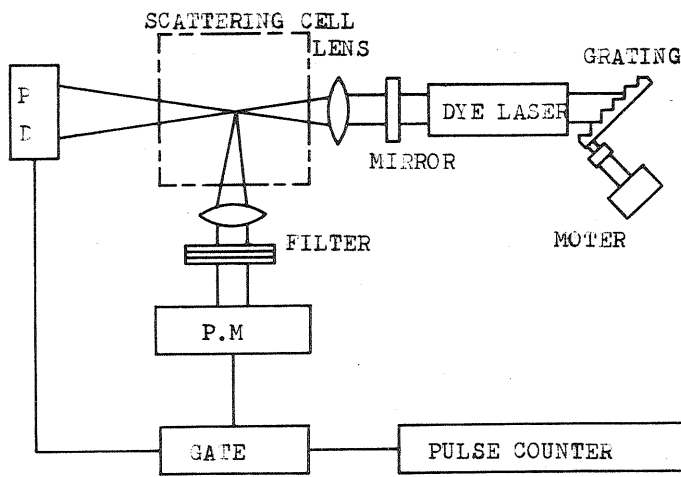 SCATTERING CELL
LENS
GRATING
P
D
DYE LASER
MIRROR
MOTER
FILTER
P.M
GATE
PULSE COUNTER